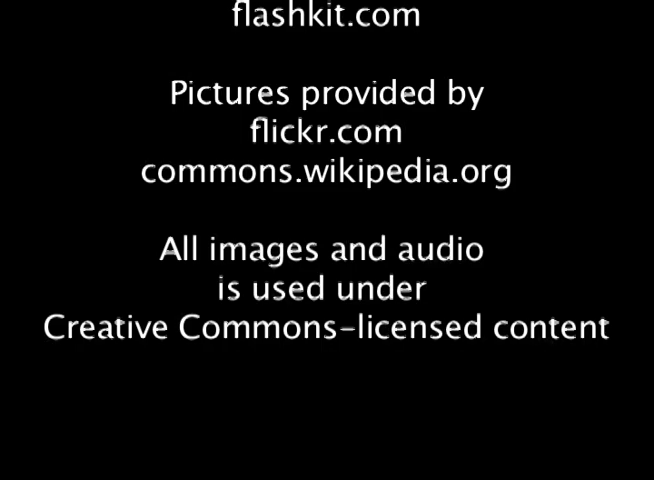 flashkit.com
Pictures provided by
flickr.com
commons.wikipedia.org
All images and audio
is used under
Creative Commons-licensed content